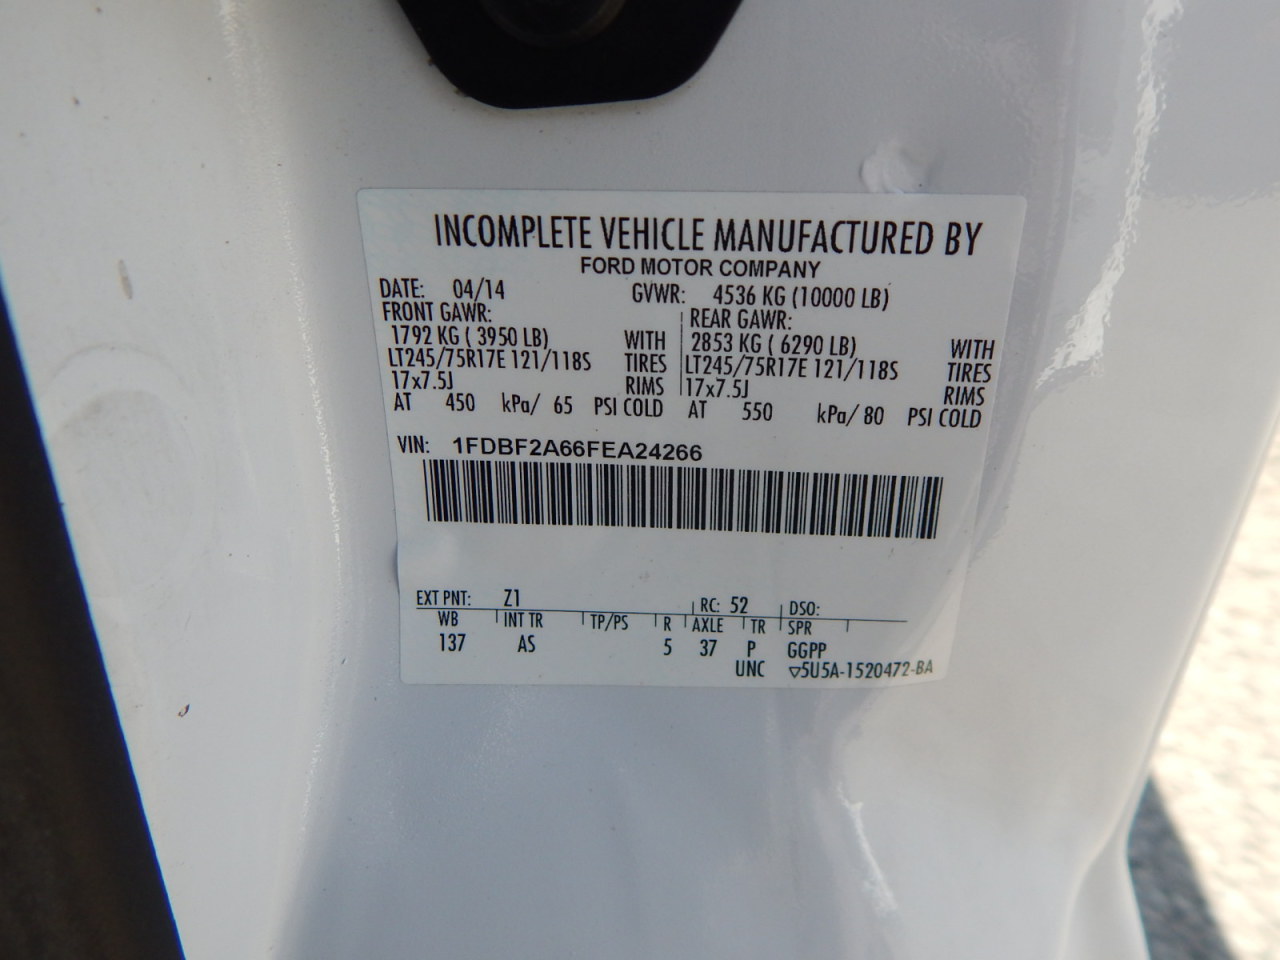 INCOMPLETE VEHICLE MANUFACTURED BY
FORD MOTOR COMPANY
DATE: 04/14 GVWR: 4536 KG (10000 LB)
FRONT GAWR: REAR GAWR:
1792 KG ( 3950 LB) WITH 2853 KG ( 6290 LB) WITH
LT245/75R17E 121/118S TIRES LT245/75R17E 121/118S TIRES
17x7.5J RIMS 17x7.5J RIMS
AT 450 kPa/ 65 PSI COLD AT 550 kPa/ 80 PSI COLD
VIN: 1FDBF2A66FEA24266
EXT PNT: Z1 RC: 52 DSO:
WB INT TR TP/PS R AXLE TR SPR
137 AS 5 37 P GGPP
UNC ▽5U5A-1520472-BA